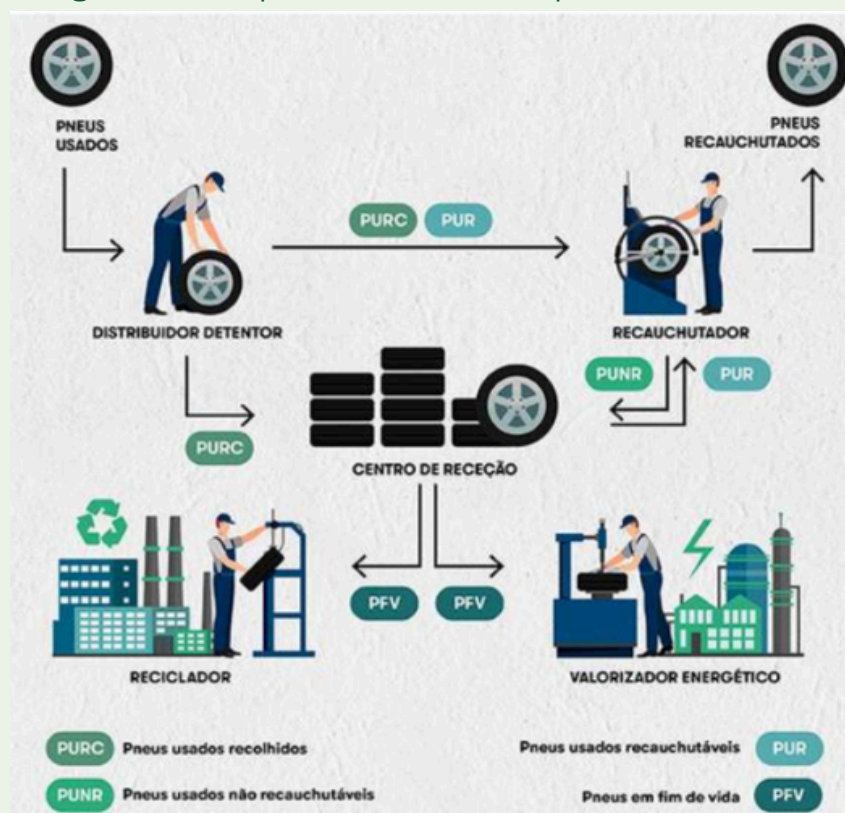 PNEUS
USADOS
PNEUS
RECAUCHUTADOS
PURC PUR
DISTRIBUIDOR DETENTOR
RECAUCHUTADOR
PUNR PUR
PURC
CENTRO DE RECEÇÃO
PFV PFV
RECICLADOR
VALORIZADOR ENERGÉTICO
PURC Pneus usados recolhidos
Pneus usados recauchutáveis PUR
PUNR Pneus usados não recauchutáveis
Pneus em fim de vida PFV